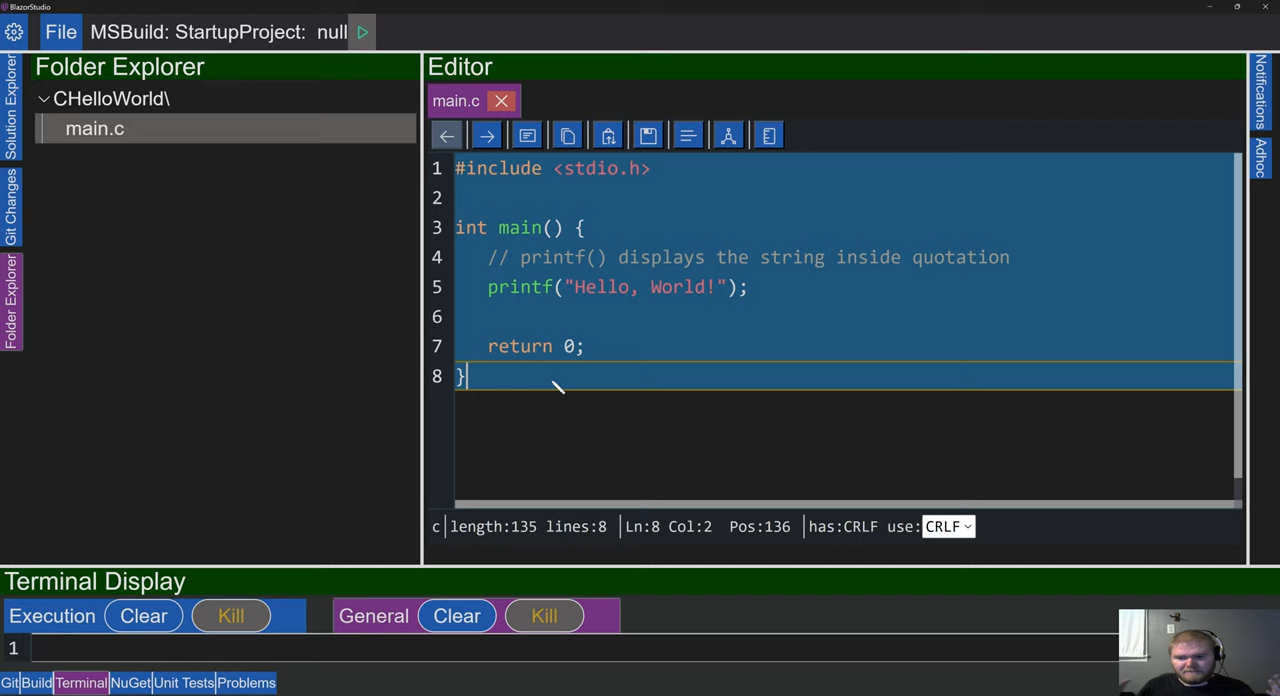 BlazorStudio
File MSBuild: StartupProject: null
Solution Explorer
Git Changes
Folder Explorer
Folder Explorer
CHelloWorld\
main.c
Editor
main.c
1 #include <stdio.h>
2
3 int main() {
4 // printf() displays the string inside quotation
5 printf("Hello, World!");
6
7 return 0;
8 }
c length:135 lines:8 Ln:8 Col:2 Pos:136 has:CRLF use: CRLF
Notifications
Adhoc
Terminal Display
Execution Clear Kill General Clear Kill
1
Git Build Terminal NuGet Unit Tests Problems